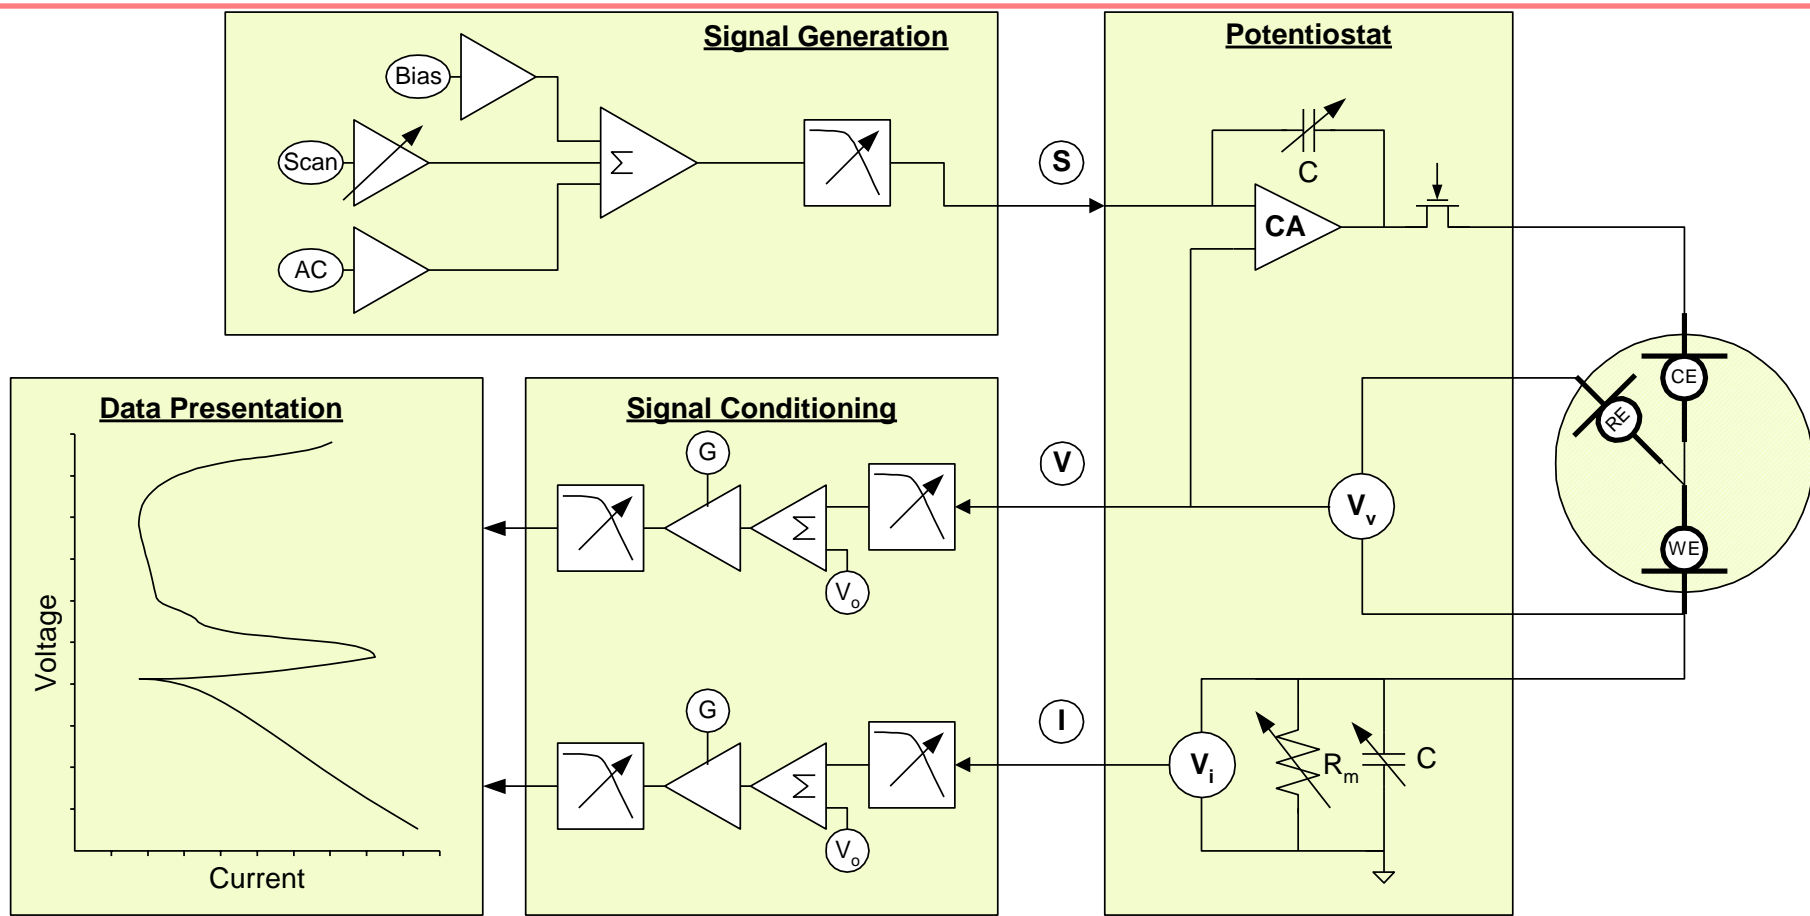 Signal Generation
Bias
Scan
AC
Σ
S
Potentiostat
C
CA
CE
RE
WE
Data Presentation
Voltage
Current
Signal Conditioning
G
Σ
Vo
V
Vv
G
Σ
Vo
I
Vi
Rm
C